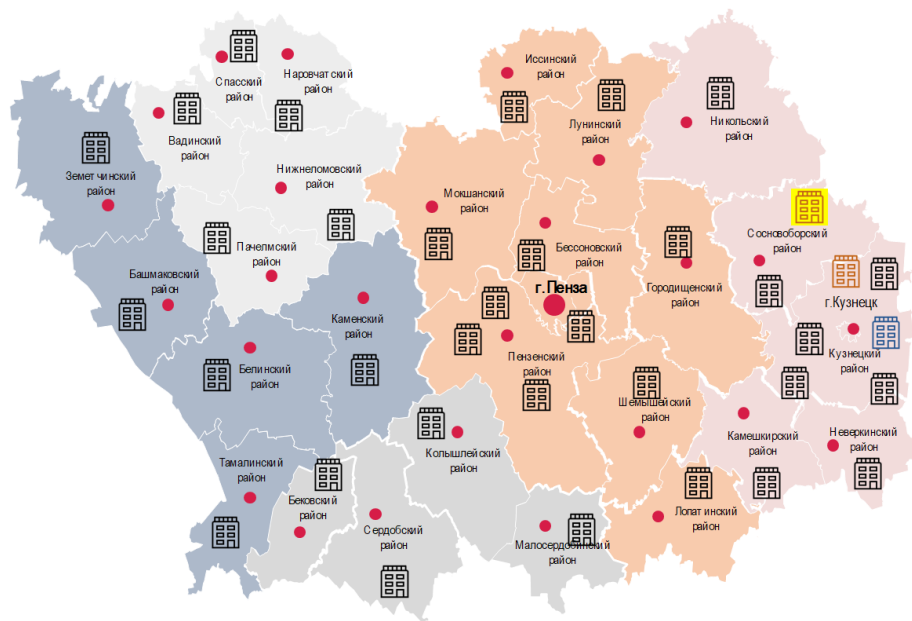 Иссинский
район
Спасский
район
Наровчатский
район
Никольский
район
Лунинский
район
Вадинский
район
Земетчинский
район
Нижнеломовский
район
Мокшанский
район
Сосновоборский
район
Пачелмский
район
Бессоновский
район
Башмаковский
район
г.Пенза
Городищенский
район
г.Кузнецк
Каменский
район
Кузнецкий
район
Пензенский
район
Белинский
район
Шемышейский
район
Камешкирский
район
Неверкинский
район
Колышлейский
район
Тамалинский
район
Бековский
район
Лопатинский
район
Сердобский
район
Малосердобинский
район